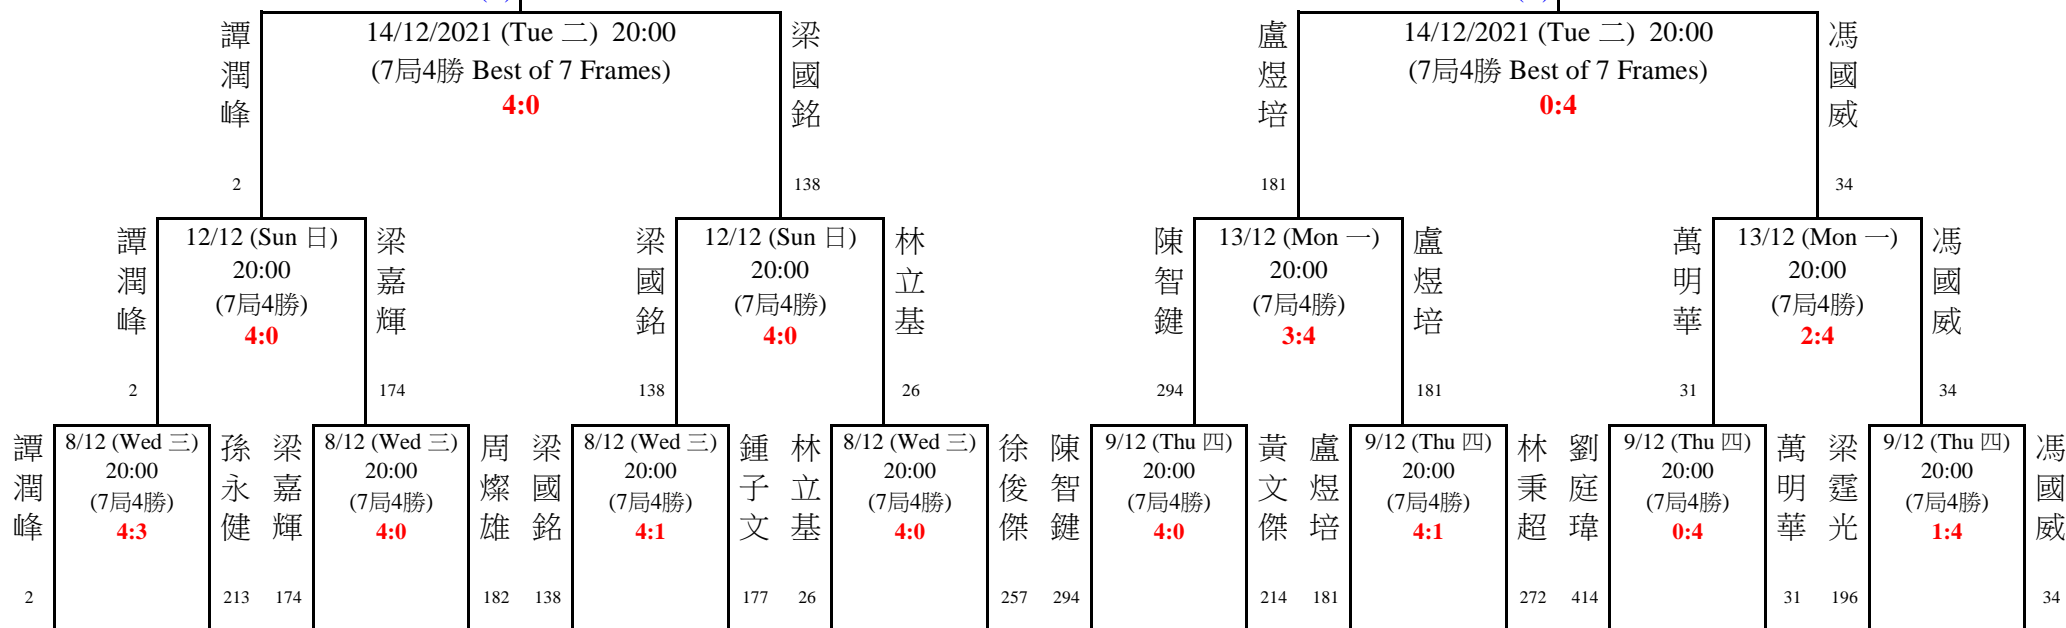 譚潤峰
14/12/2021 (Tue 二) 20:00
(7局4勝 Best of 7 Frames)
4:0
梁國銘
盧煜培
14/12/2021 (Tue 二) 20:00
(7局4勝 Best of 7 Frames)
0:4
馮國威
2
138
181
34
譚潤峰
12/12 (Sun 日)
20:00
(7局4勝)
4:0
梁嘉輝
梁國銘
12/12 (Sun 日)
20:00
(7局4勝)
4:0
林立基
陳智鍵
13/12 (Mon 一)
20:00
(7局4勝)
3:4
盧煜培
萬明華
13/12 (Mon 一)
20:00
(7局4勝)
2:4
馮國威
2
174
138
26
294
181
31
34
譚潤峰
8/12 (Wed 三)
20:00
(7局4勝)
4:3
孫永健
梁嘉輝
8/12 (Wed 三)
20:00
(7局4勝)
4:0
周燦雄
梁國銘
8/12 (Wed 三)
20:00
(7局4勝)
4:1
鍾子文
林立基
8/12 (Wed 三)
20:00
(7局4勝)
4:0
徐俊傑
陳智鍵
9/12 (Thu 四)
20:00
(7局4勝)
4:0
黃文傑
盧煜培
9/12 (Thu 四)
20:00
(7局4勝)
4:1
林秉超
劉庭瑋
9/12 (Thu 四)
20:00
(7局4勝)
0:4
萬明華
梁霆光
9/12 (Thu 四)
20:00
(7局4勝)
1:4
馮國威
2
213
174
182
138
177
26
257
294
214
181
272
414
31
196
34